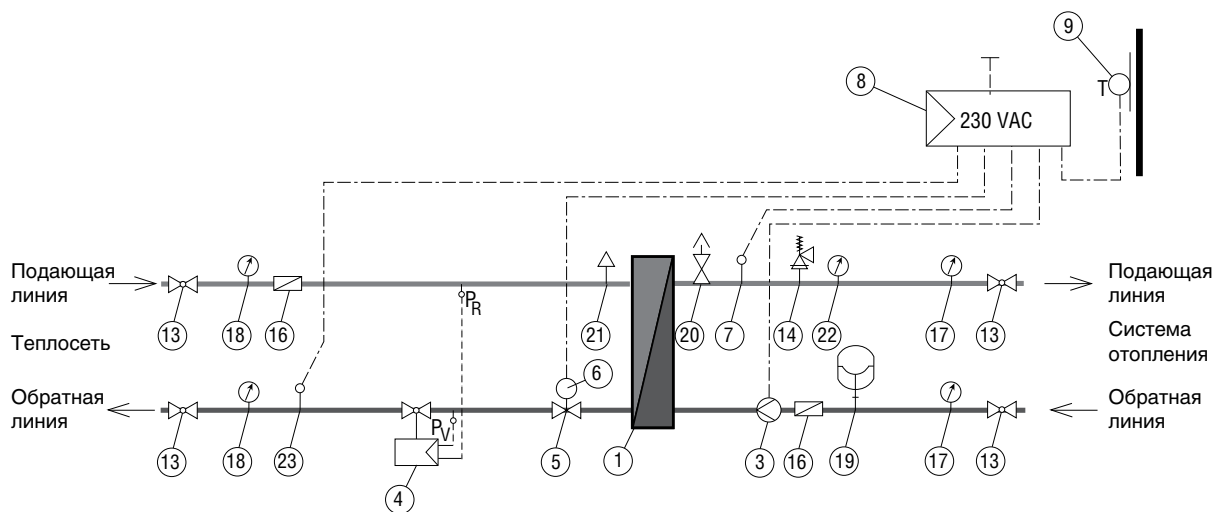 9
8
T
230 VAC
Подающая
линия
13
18
16
P R
21
20
7
14
22
17
13
Подающая
линия
Теплосеть
Система
отопления
6
Обратная
линия
13
18
23
P V
4
5
1
3
16
19
17
13
Обратная
линия